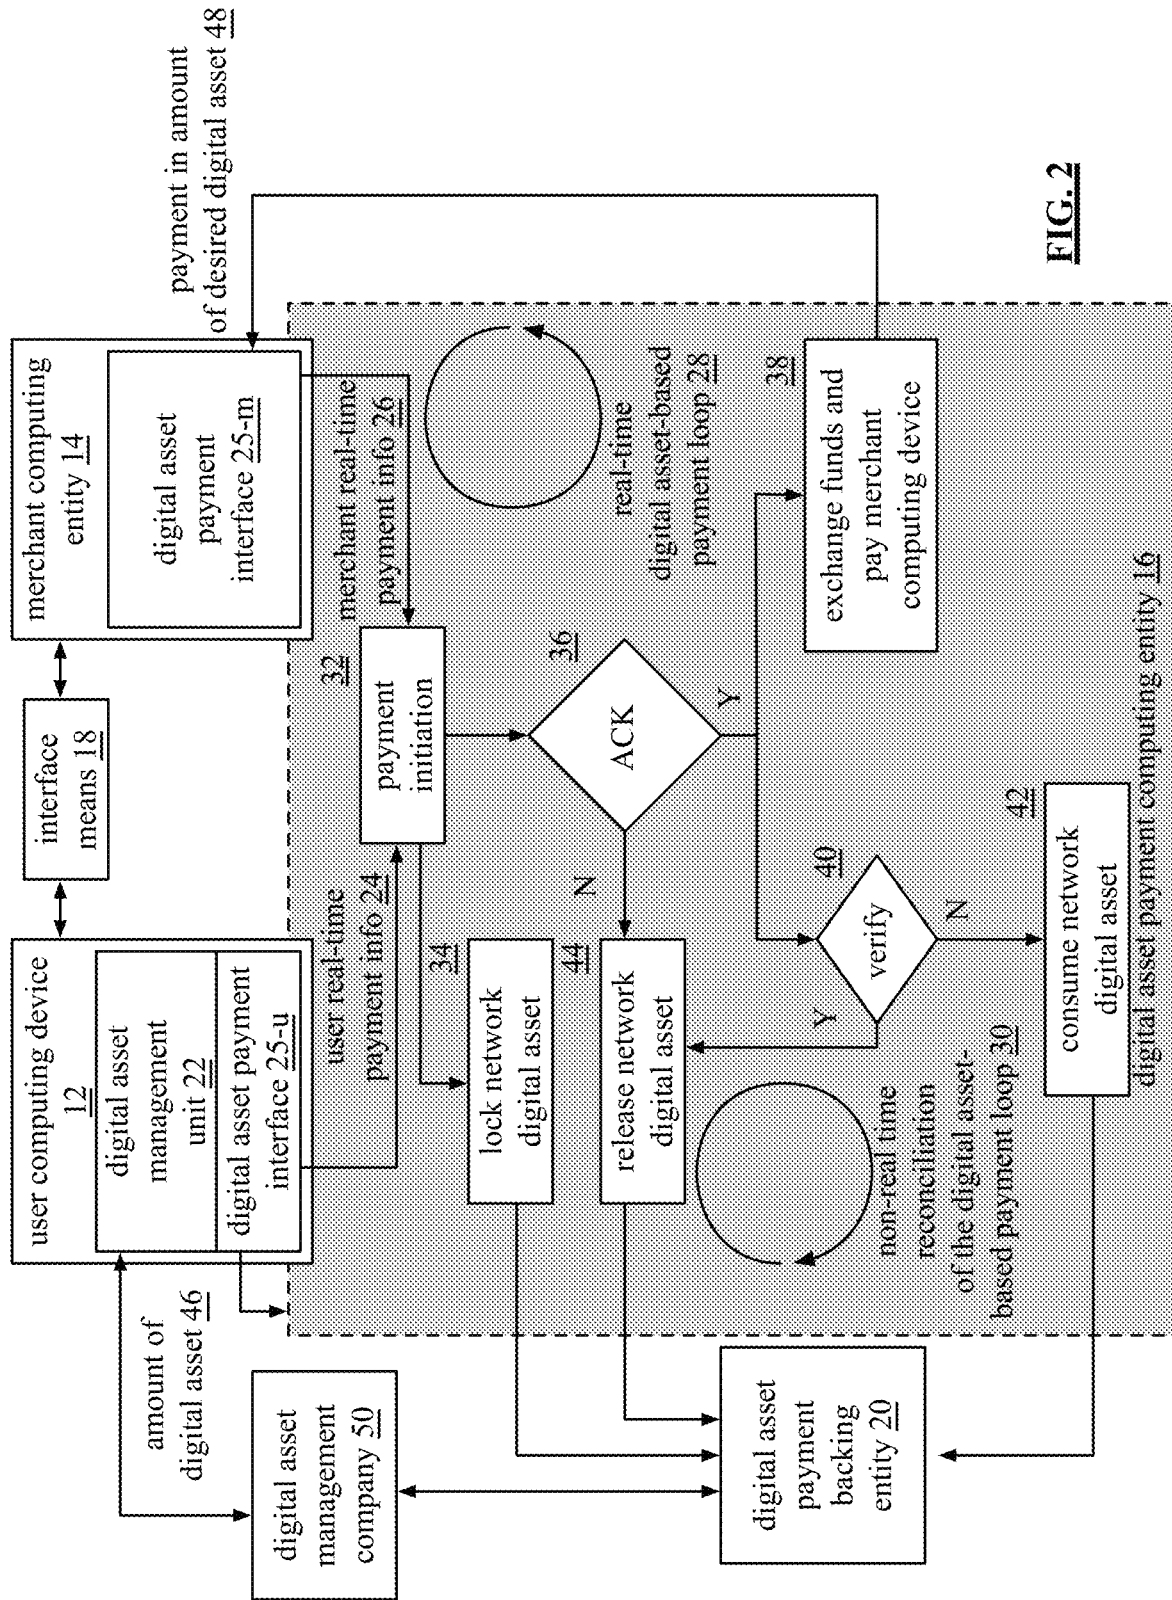 user computing device
12
digital asset
management
unit 22
digital asset payment
interface 25-u
interface
means 18
merchant computing
entity 14
digital asset
payment
interface 25-m
payment in amount
of desired digital asset 48
amount of
digital asset 46
digital asset
management
company 50
user real-time
payment info 24
32
payment
initiation
merchant real-time
payment info 26
34
lock network
digital asset
36
ACK
N
Y
real-time
digital asset-based
payment loop 28
44
release network
digital asset
non-real time
reconciliation
of the digital asset-
based payment loop 30
40
verify
Y
N
38
exchange funds and
pay merchant
computing device
42
consume network
digital asset
digital asset
payment
backing
entity 20
digital asset payment computing entity 16
FIG. 2